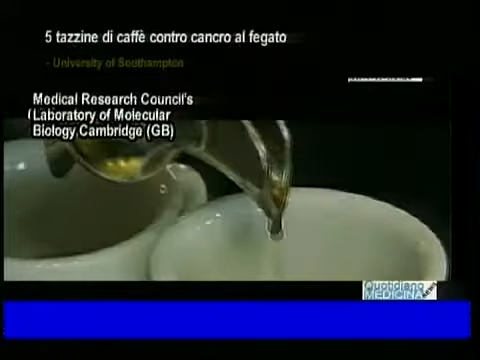 5 tazzine di caffè contro cancro al fegato
- University of Southampton
Medical Research Council's
(Laboratory of Molecular
Biology Cambridge (GB)
Quotidiano
MEDICINA NEWS